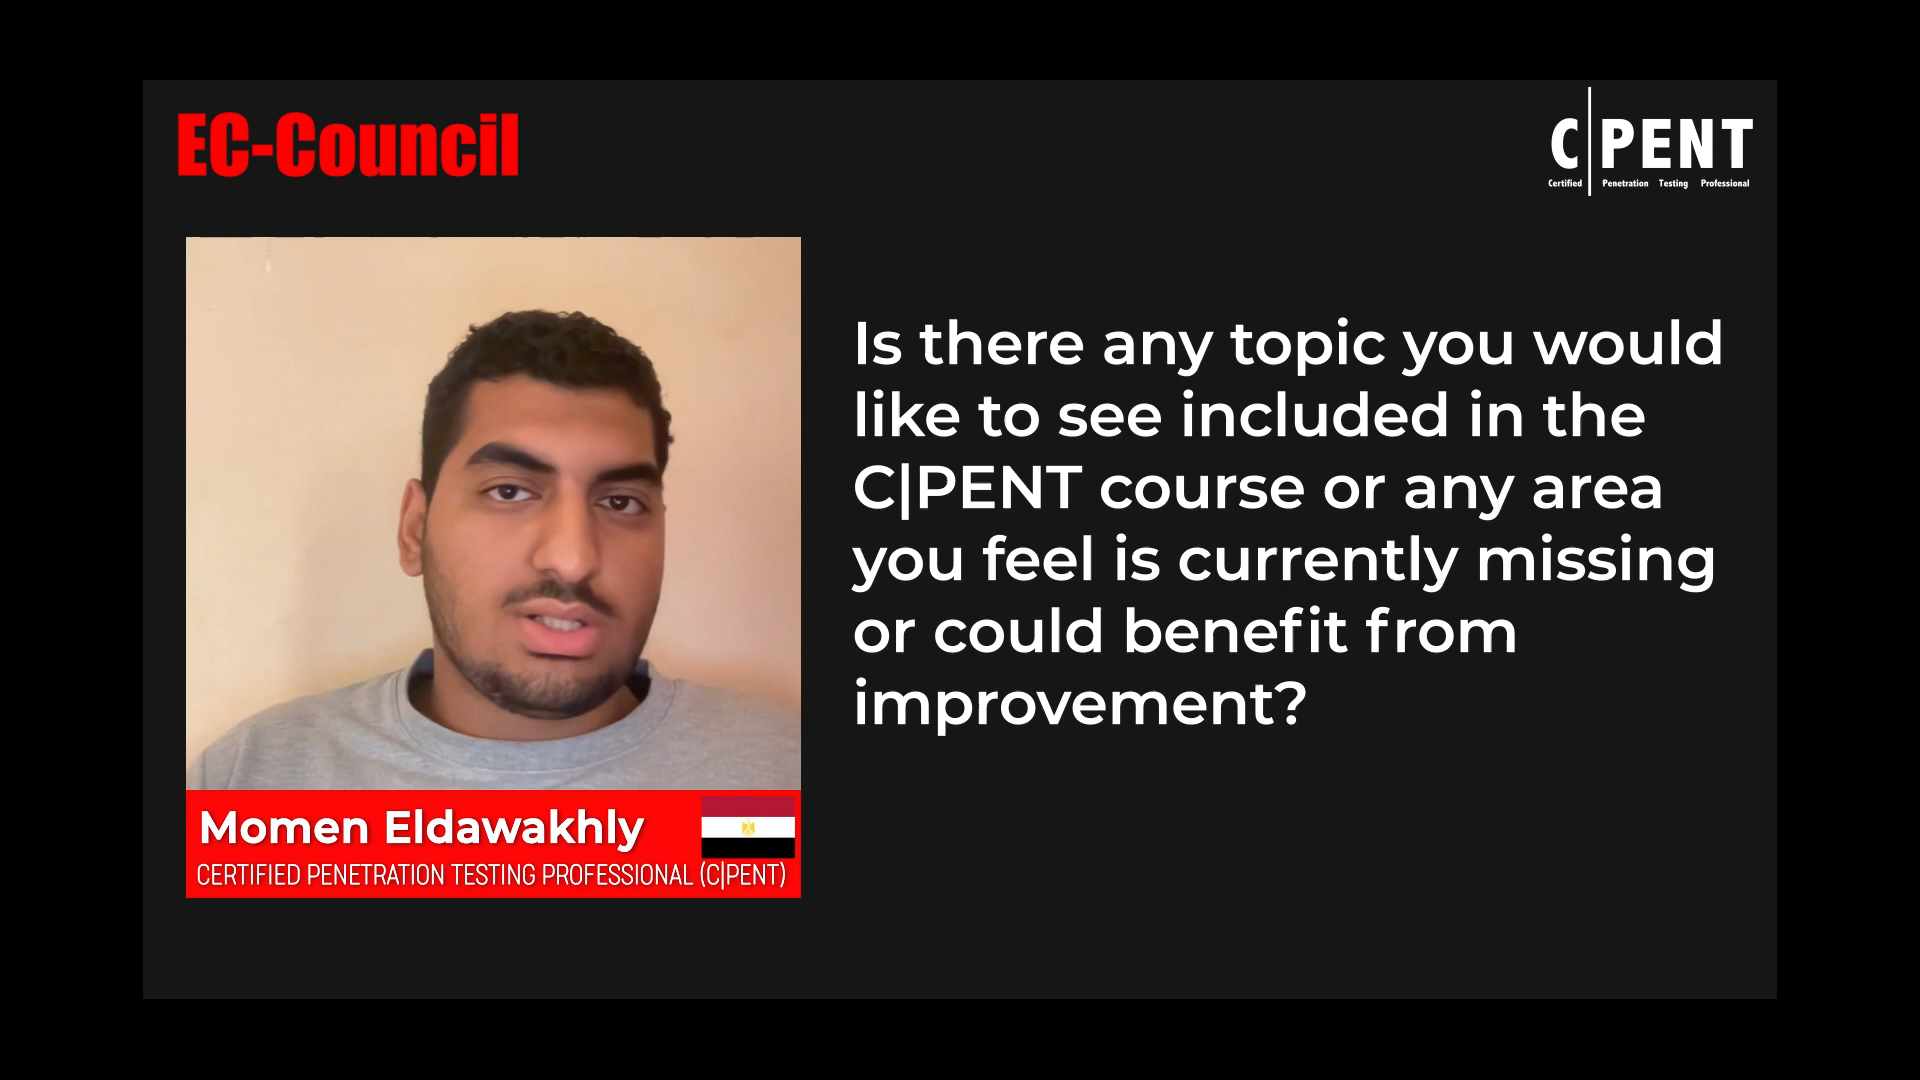 EC-Council
C|PENT
Certified Penetration Testing Professional
Is there any topic you would
like to see included in the
C|PENT course or any area
you feel is currently missing
or could benefit from
improvement?
Momen Eldawakhly
CERTIFIED PENETRATION TESTING PROFESSIONAL (C|PENT)